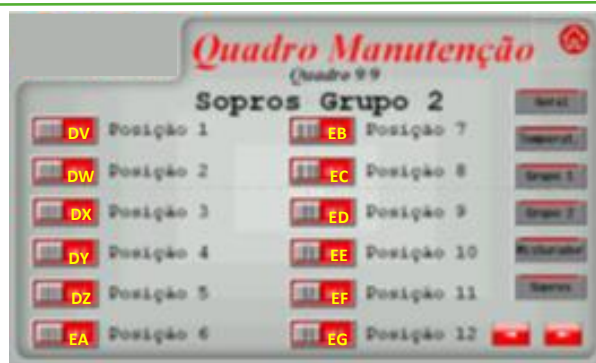 Quadro Manutenção
Quadro 99
Sopros Grupo 2
Geral
DV Posição 1 EB Posição 7
Temperat.
DW Posição 2 EC Posição 8
Grupo 1
DX Posição 3 ED Posição 9
Grupo 2
DY Posição 4 EE Posição 10
Misturador
DZ Posição 5 EF Posição 11
Sopros
EA Posição 6 EG Posição 12